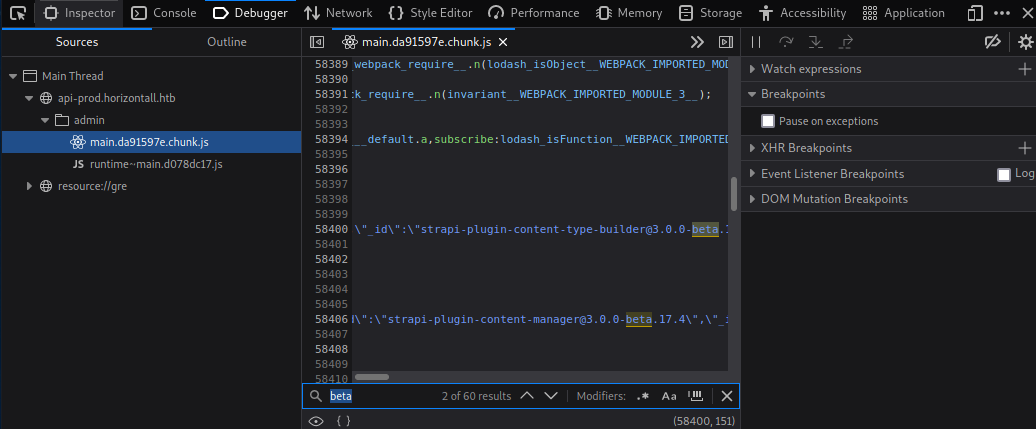 Inspector Console Debugger Network Style Editor Performance Memory Storage Accessibility Application
Sources Outline
Main Thread
api-prod.horizontall.htb
admin
main.da91597e.chunk.js
JS runtime~main.d078dc17.js
resource://gre
main.da91597e.chunk.js
58389 _webpack_require__.n(lodash_isObject__WEBPACK_IMPORTED_MOD
58390
58391 ck_require__.n(invariant__WEBPACK_IMPORTED_MODULE_3__);
58392
58393
58394 __default.a,subscribe:lodash_isFunction__WEBPACK_IMPORTED
58395
58396
58397
58398
58399
58400 \"_id\":\"strapi-plugin-content-type-builder@3.0.0-beta.1
58401
58402
58403
58404
58405
58406 d\":\"strapi-plugin-content-manager@3.0.0-beta.17.4\",\"_i
58407
58408
58409
58410
beta 2 of 60 results Modifiers: .* Aa
{ } (58400, 151)
Watch expressions
Breakpoints
Pause on exceptions
XHR Breakpoints
Event Listener Breakpoints Log
DOM Mutation Breakpoints